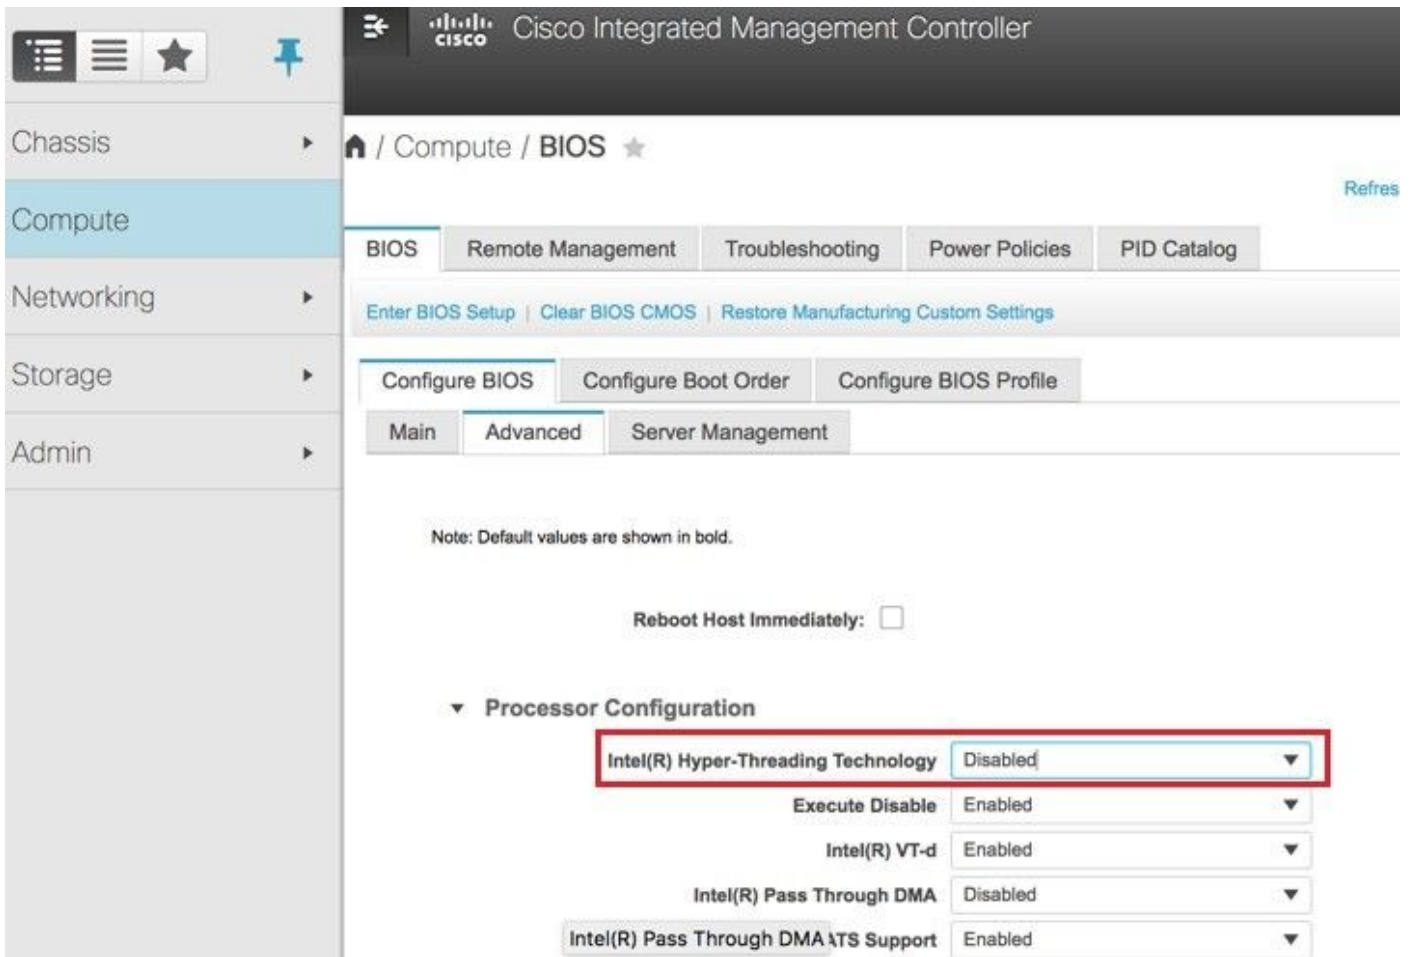 CISCO Cisco Integrated Management Controller
Chassis
Compute
Networking
Storage
Admin
/ Compute / BIOS
Refres
BIOS Remote Management Troubleshooting Power Policies PID Catalog
Enter BIOS Setup | Clear BIOS CMOS | Restore Manufacturing Custom Settings
Configure BIOS Configure Boot Order Configure BIOS Profile
Main Advanced Server Management
Note: Default values are shown in bold.
Reboot Host Immediately:
Processor Configuration
Intel(R) Hyper-Threading Technology Disabled
Execute Disable Enabled
Intel(R) VT-d Enabled
Intel(R) Pass Through DMA Disabled
Intel(R) Pass Through DMA ATS Support Enabled